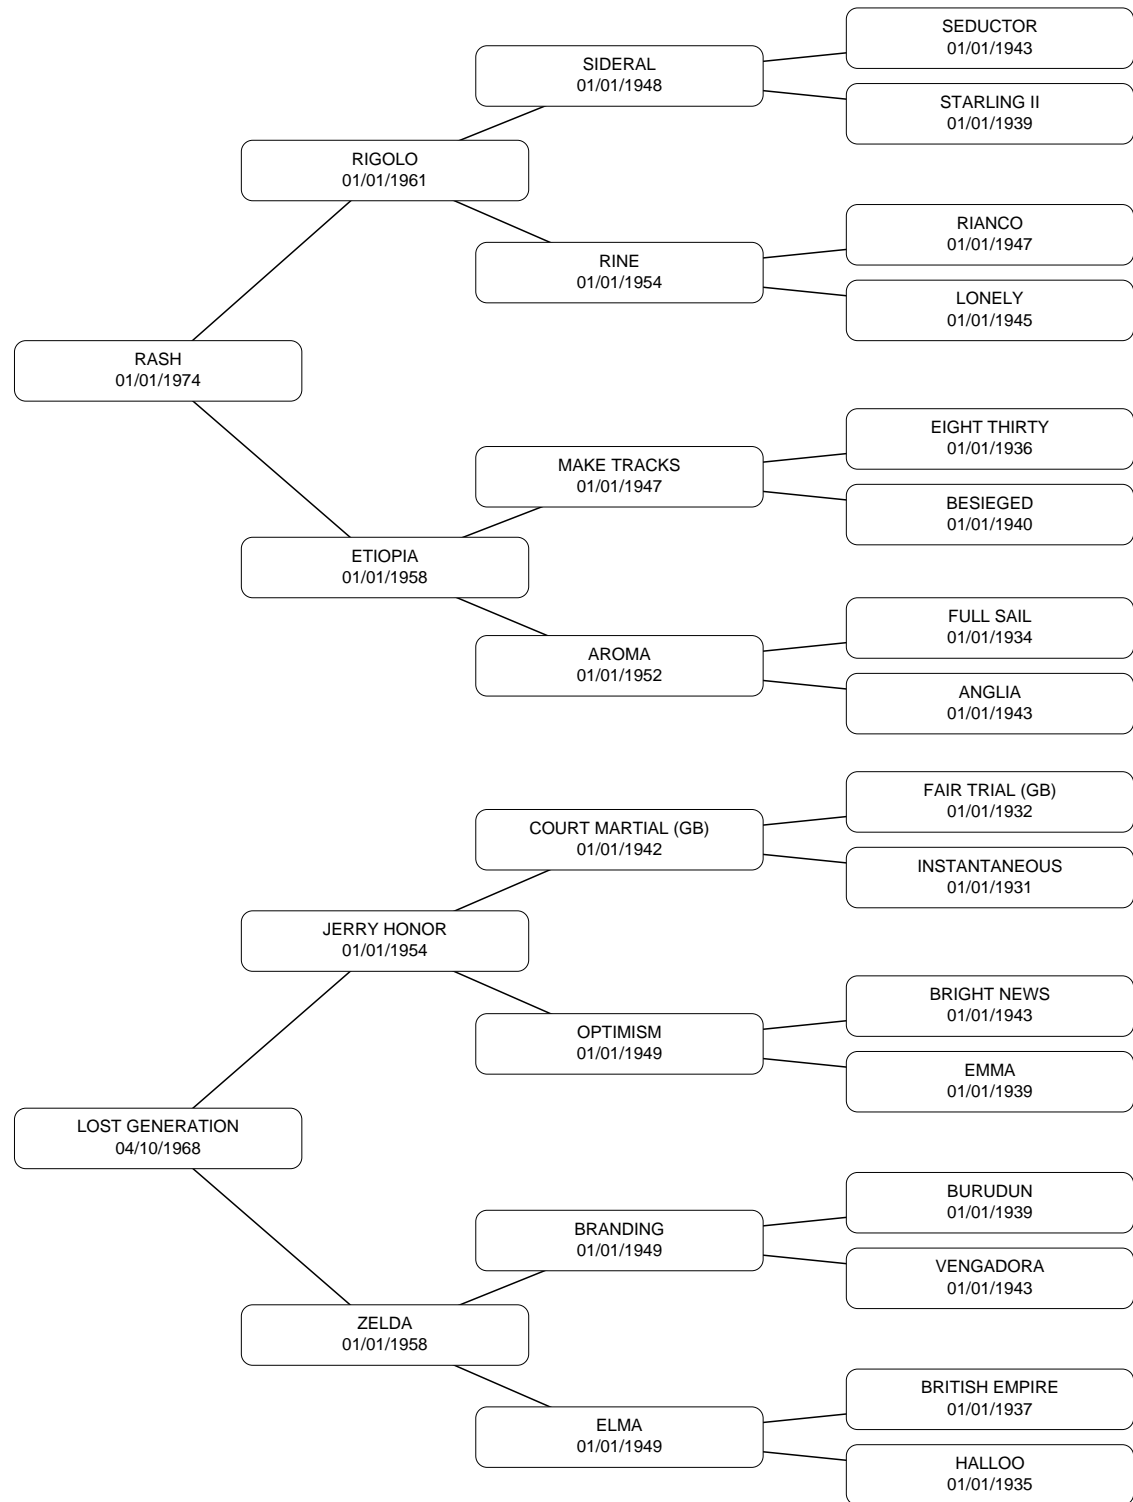 SEDUCTOR
01/01/1943
SIDERAL
01/01/1948
STARLING II
01/01/1939
RIGOLO
01/01/1961
RIANCO
01/01/1947
RINE
01/01/1954
LONELY
01/01/1945
RASH
01/01/1974
EIGHT THIRTY
01/01/1936
MAKE TRACKS
01/01/1947
BESIEGED
01/01/1940
ETIOPIA
01/01/1958
FULL SAIL
01/01/1934
AROMA
01/01/1952
ANGLIA
01/01/1943
FAIR TRIAL (GB)
01/01/1932
COURT MARTIAL (GB)
01/01/1942
INSTANTANEOUS
01/01/1931
JERRY HONOR
01/01/1954
BRIGHT NEWS
01/01/1943
OPTIMISM
01/01/1949
EMMA
01/01/1939
LOST GENERATION
04/10/1968
BURUDUN
01/01/1939
BRANDING
01/01/1949
VENGADORA
01/01/1943
ZELDA
01/01/1958
BRITISH EMPIRE
01/01/1937
ELMA
01/01/1949
HALLOO
01/01/1935